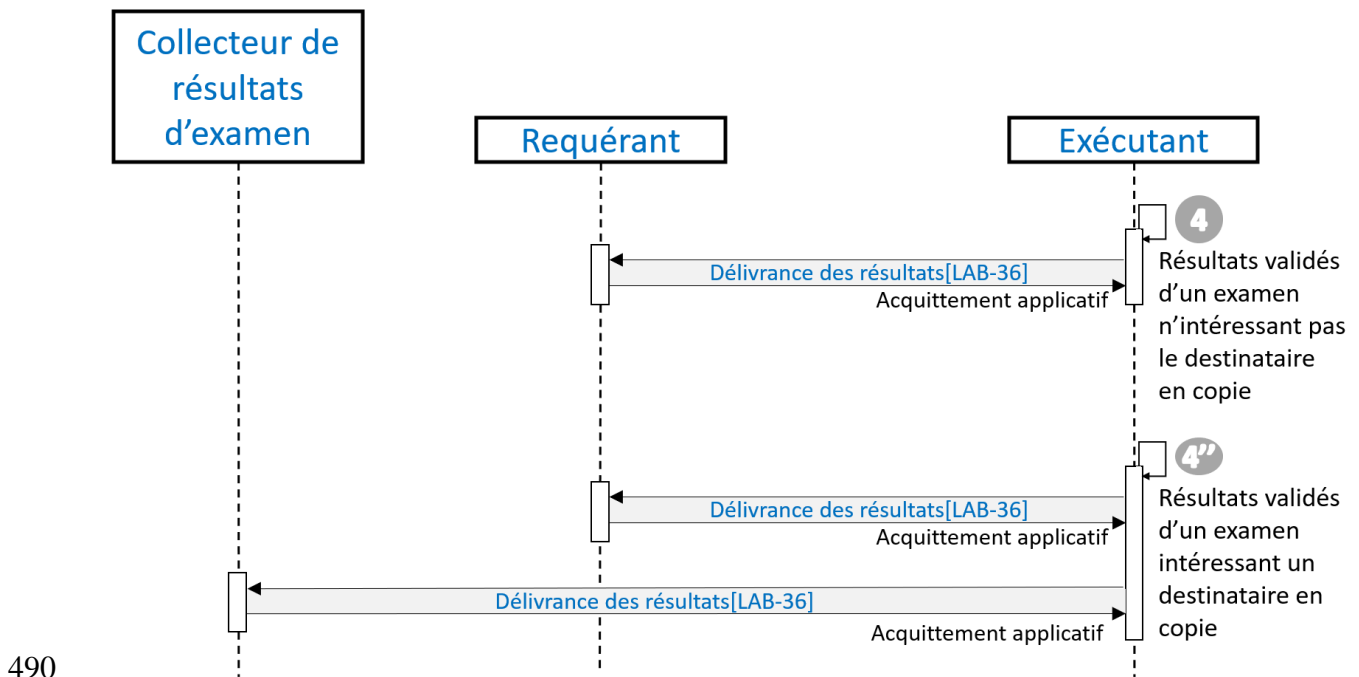 Collecteur de
résultats
d’examen
Requérant
Exécutant
4
Résultats validés
d’un examen
n’intéressant pas
le destinataire
en copie
Délivrance des résultats[LAB-36]
Acquittement applicatif
4’’
Résultats validés
d’un examen
intéressant un
destinataire en
copie
Délivrance des résultats[LAB-36]
Acquittement applicatif
Délivrance des résultats[LAB-36]
Acquittement applicatif
490